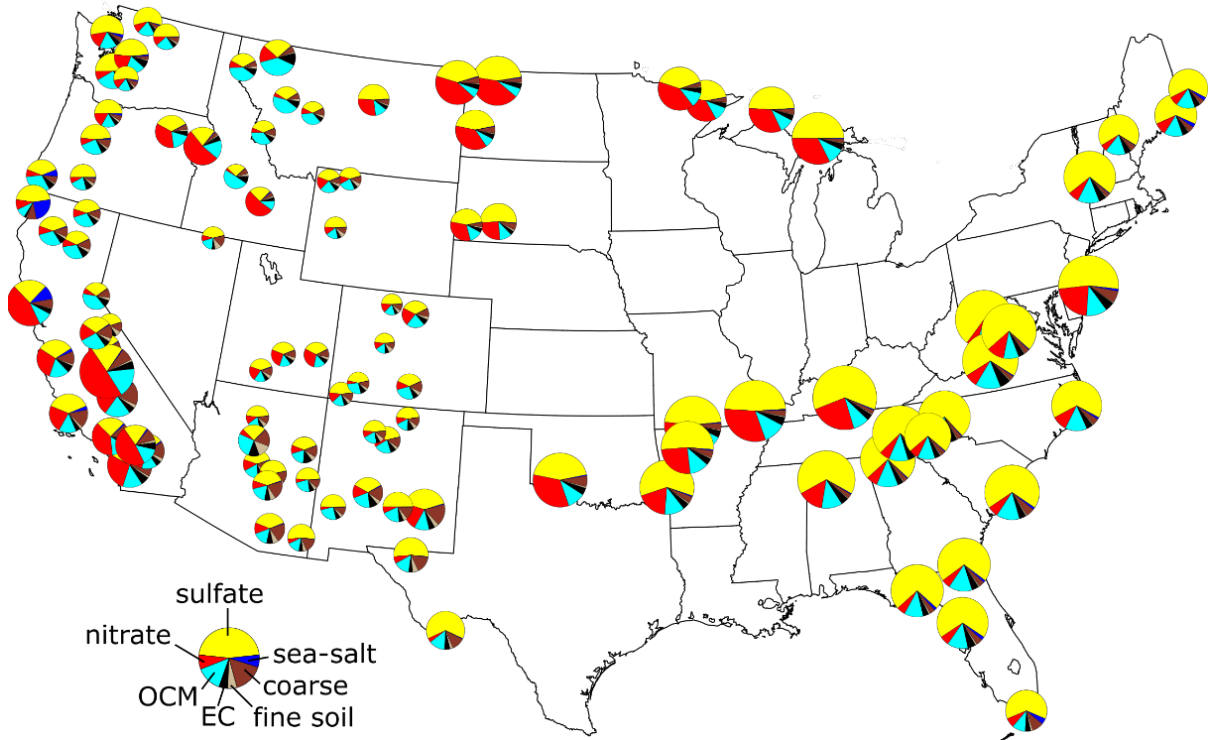 sulfate
nitrate
sea-salt
coarse
OCM
EC
fine soil